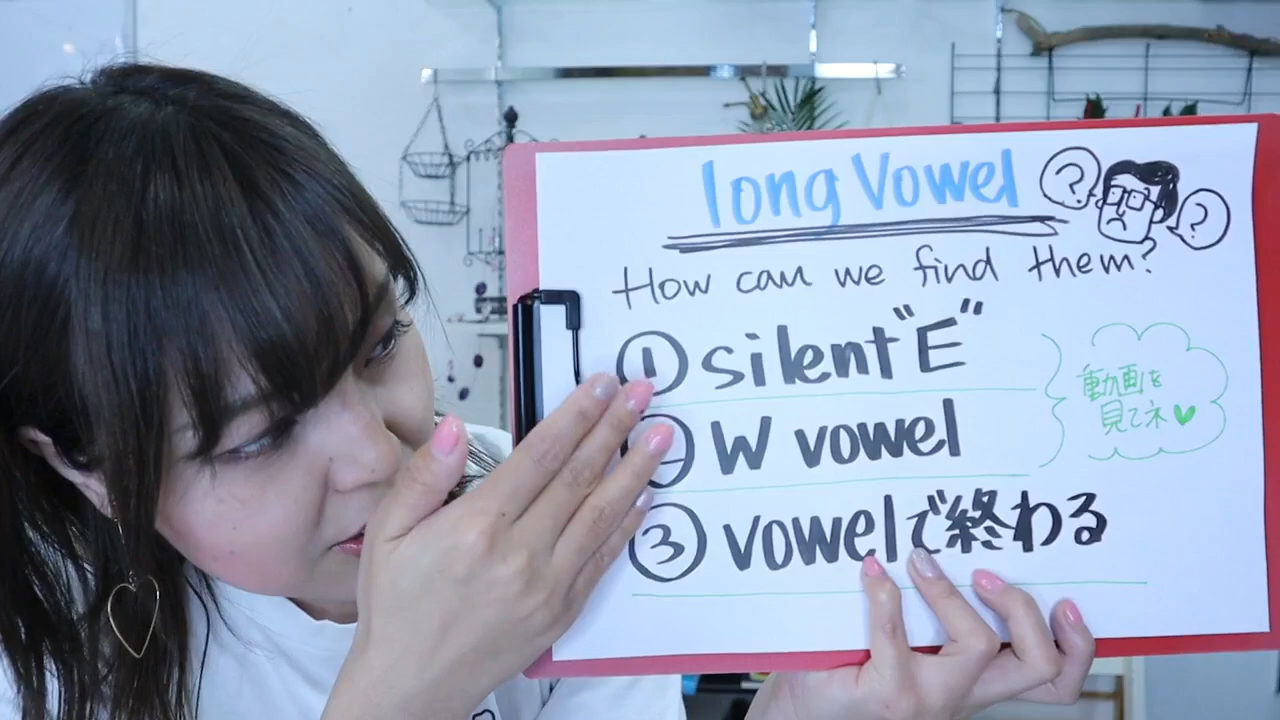 long Vowel
? ?
How can we find them?
① silent "E"
② W vowel
③ vowelで終わる
動画を
見てネ♥